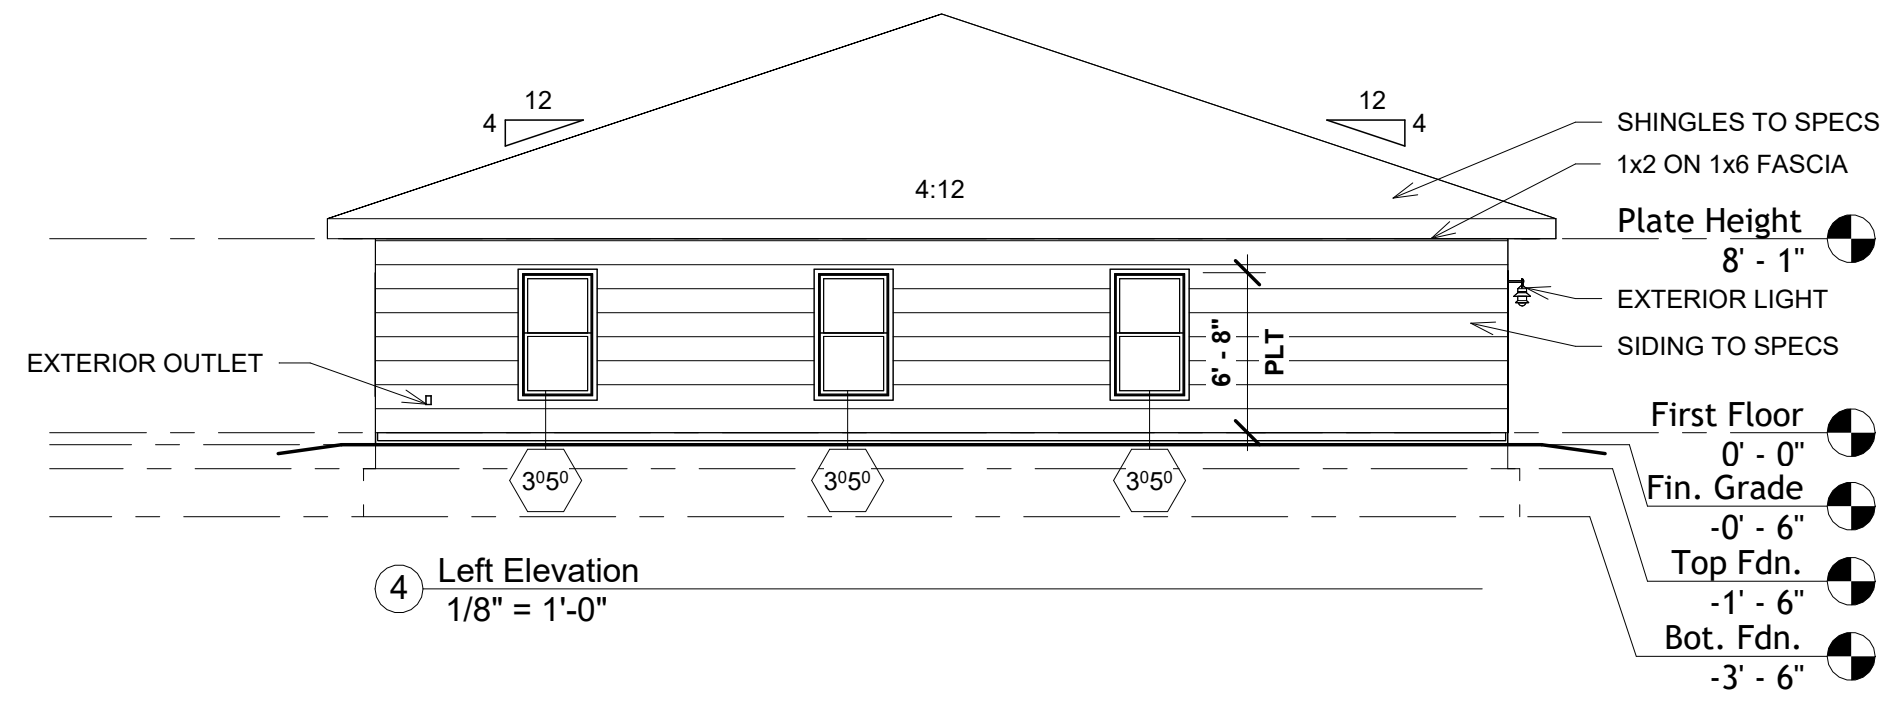 12
4
12
4
4:12
SHINGLES TO SPECS
1x2 ON 1x6 FASCIA
Plate Height
8' - 1"
EXTERIOR LIGHT
SIDING TO SPECS
EXTERIOR OUTLET
6' - 8"
PLT
First Floor
0' - 0"
3⁰5⁰
3⁰5⁰
3⁰5⁰
Fin. Grade
-0' - 6"
Top Fdn.
-1' - 6"
Bot. Fdn.
-3' - 6"
4
Left Elevation
1/8" = 1'-0"